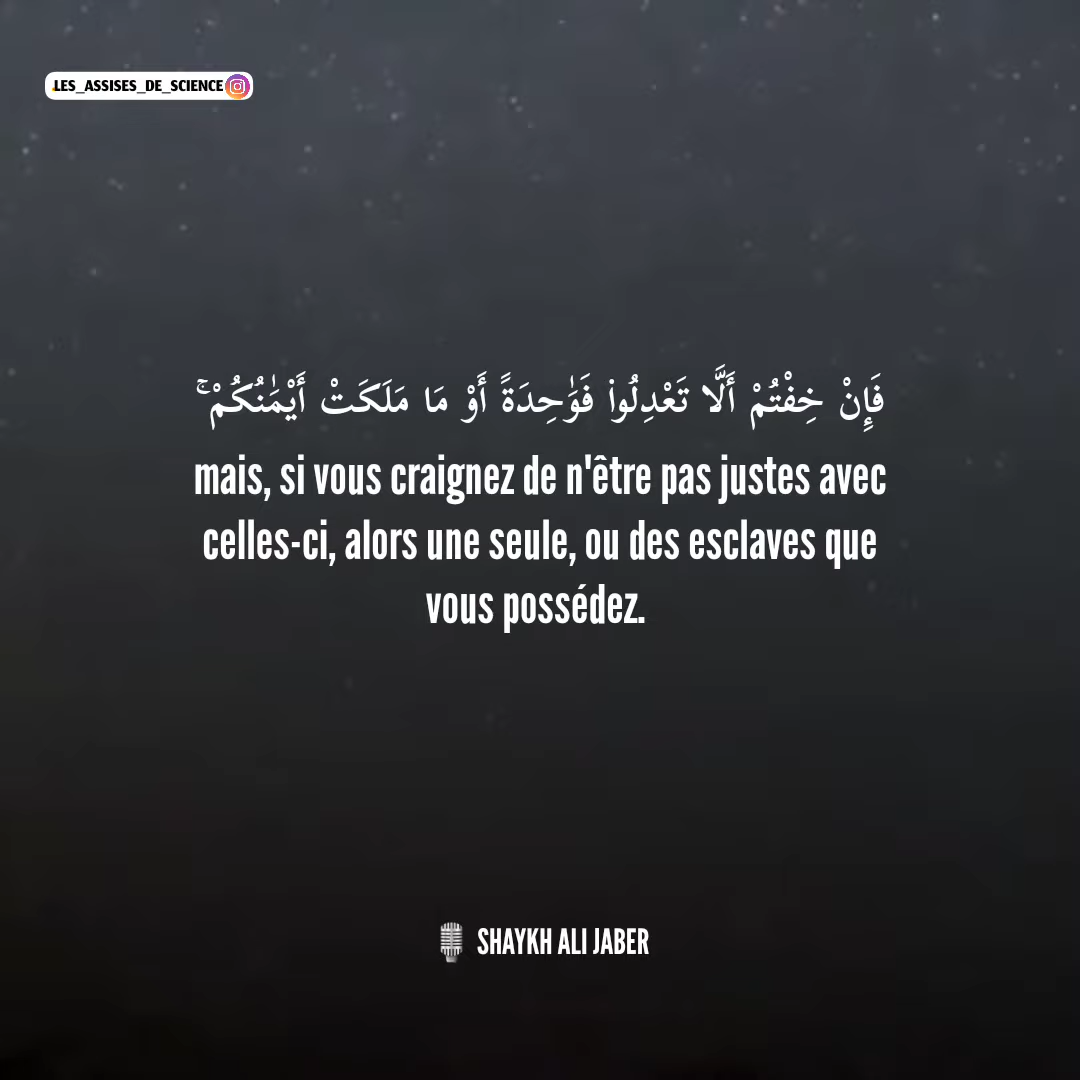 LES_ASSISES_DE_SCIENCE
فَإِنْ خِفْتُمْ أَلَّا تَعْدِلُوا۟ فَوَٰحِدَةً أَوْ مَا مَلَكَتْ أَيْمَٰنُكُمْ ۚ
mais, si vous craignez de n'être pas justes avec
celles-ci, alors une seule, ou des esclaves que
vous possédez.
SHAYKH ALI JABER